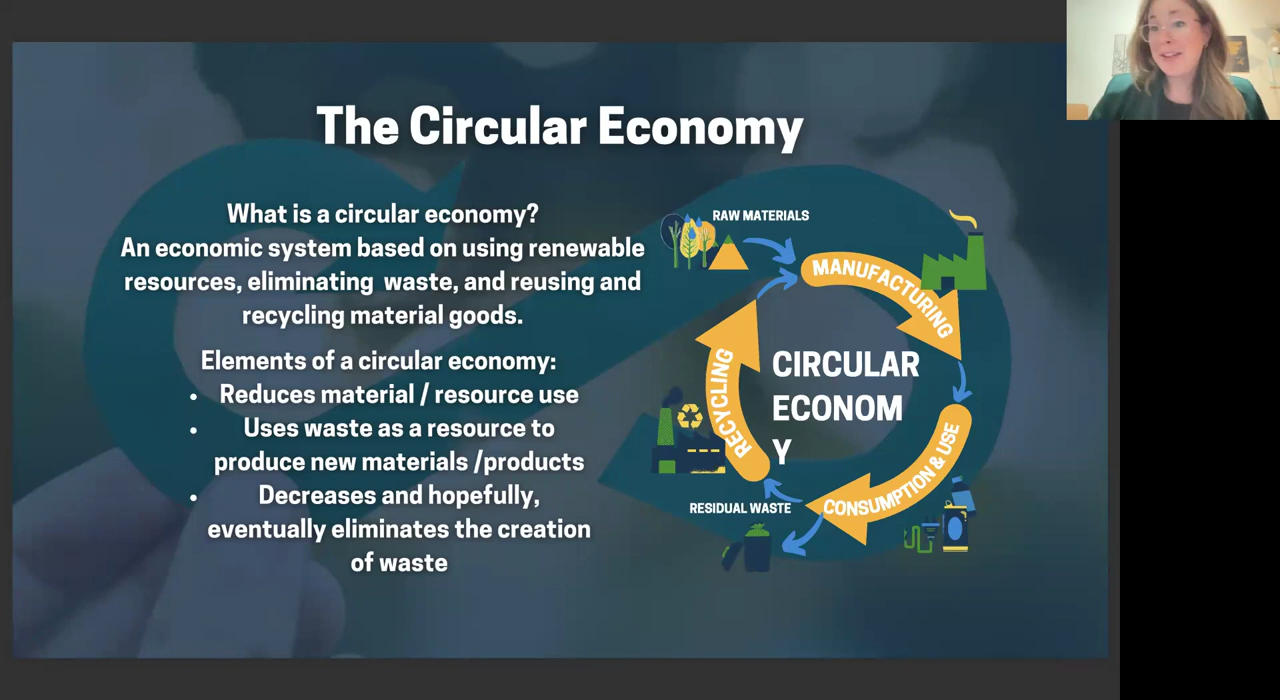 The Circular Economy
What is a circular economy?
An economic system based on using renewable
resources, eliminating waste, and reusing and
recycling material goods.
Elements of a circular economy:
• Reduces material / resource use
• Uses waste as a resource to
produce new materials /products
• Decreases and hopefully,
eventually eliminates the creation
of waste
RAW MATERIALS
MANUFACTURING
CIRCULAR
ECONOM
Y
RECYCLING
CONSUMPTION & USE
RESIDUAL WASTE